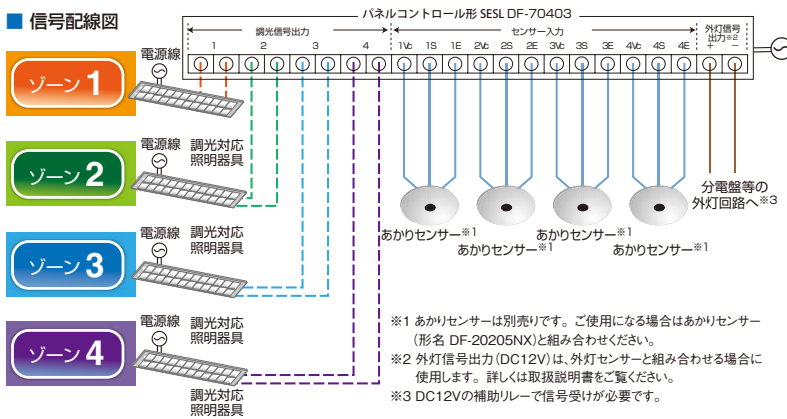 ■ 信号配線図
パネルコントロール形 SESL DF-70403
調光信号出力
センサー入力
外灯信号
出力※2
1 2 3 4 1Vc 1S 1E 2Vc 2S 2E 3Vc 3S 3E 4Vc 4S 4E + −
電源線
ゾーン 1
調光対応
照明器具
電源線
ゾーン 2
調光対応
照明器具
電源線
ゾーン 3
調光対応
照明器具
電源線
ゾーン 4
調光対応
照明器具
あかりセンサー※1
あかりセンサー※1
あかりセンサー※1
あかりセンサー※1
分電盤等の
外灯回路へ※3
※1 あかりセンサーは別売りです。ご使用になる場合はあかりセンサー
(形名 DF-20205NX)と組み合わせください。
※2 外灯信号出力(DC12V)は、外灯センサーと組み合わせる場合に
使用します。詳しくは取扱説明書をご覧ください。
※3 DC12Vの補助リレーで信号受けが必要です。